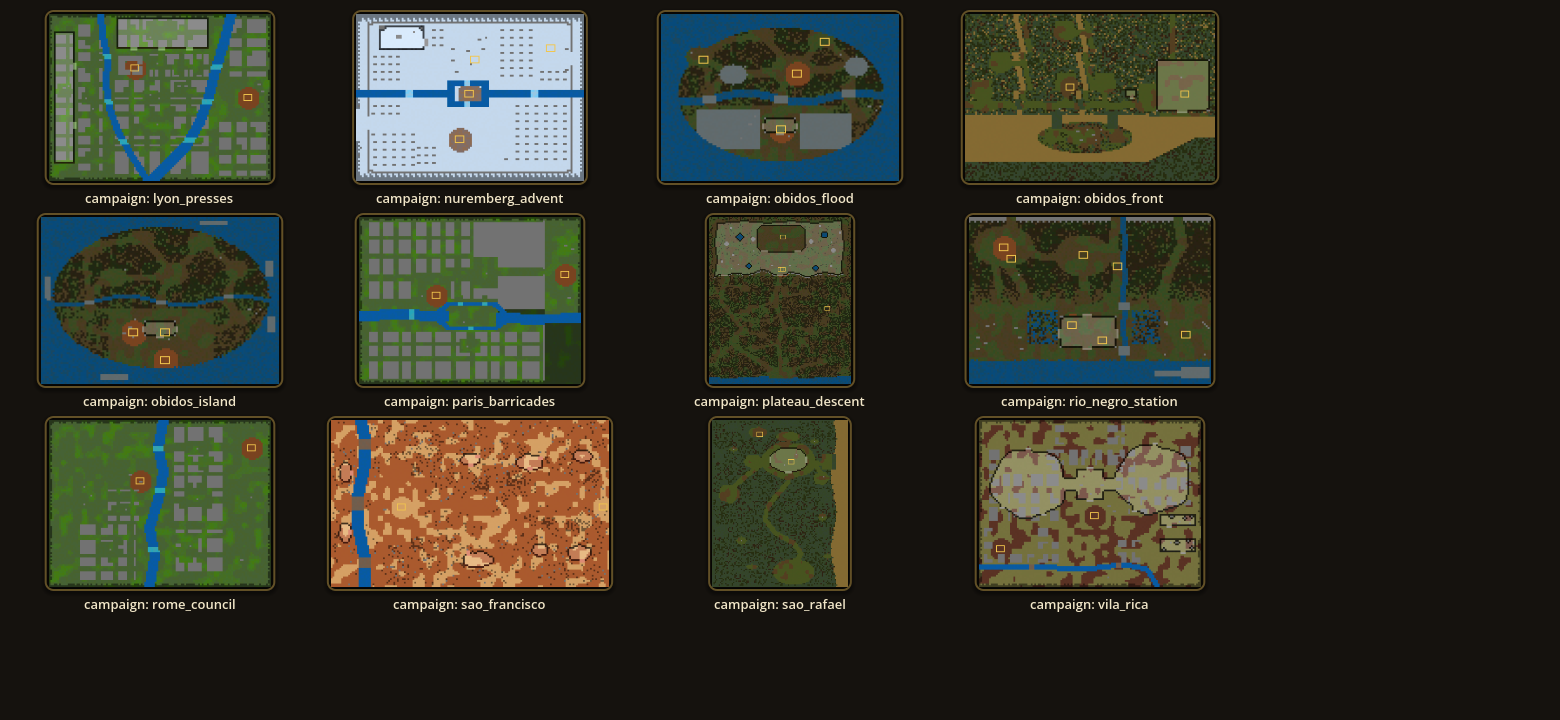 campaign: lyon_presses
campaign: nuremberg_advent
campaign: obidos_flood
campaign: obidos_front
campaign: obidos_island
campaign: paris_barricades
campaign: plateau_descent
campaign: rio_negro_station
campaign: rome_council
campaign: sao_francisco
campaign: sao_rafael
campaign: vila_rica